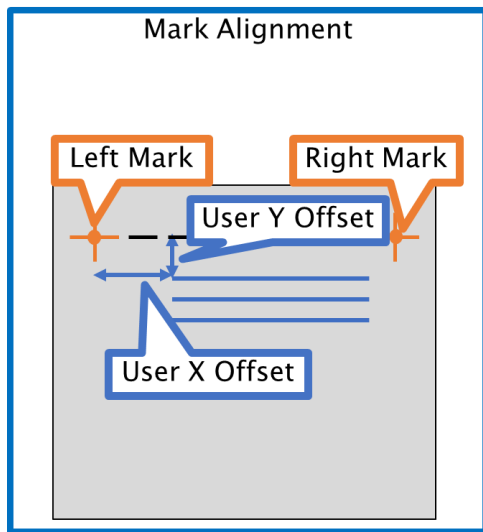 Mark Alignment
Left Mark
Right Mark
User Y Offset
User X Offset